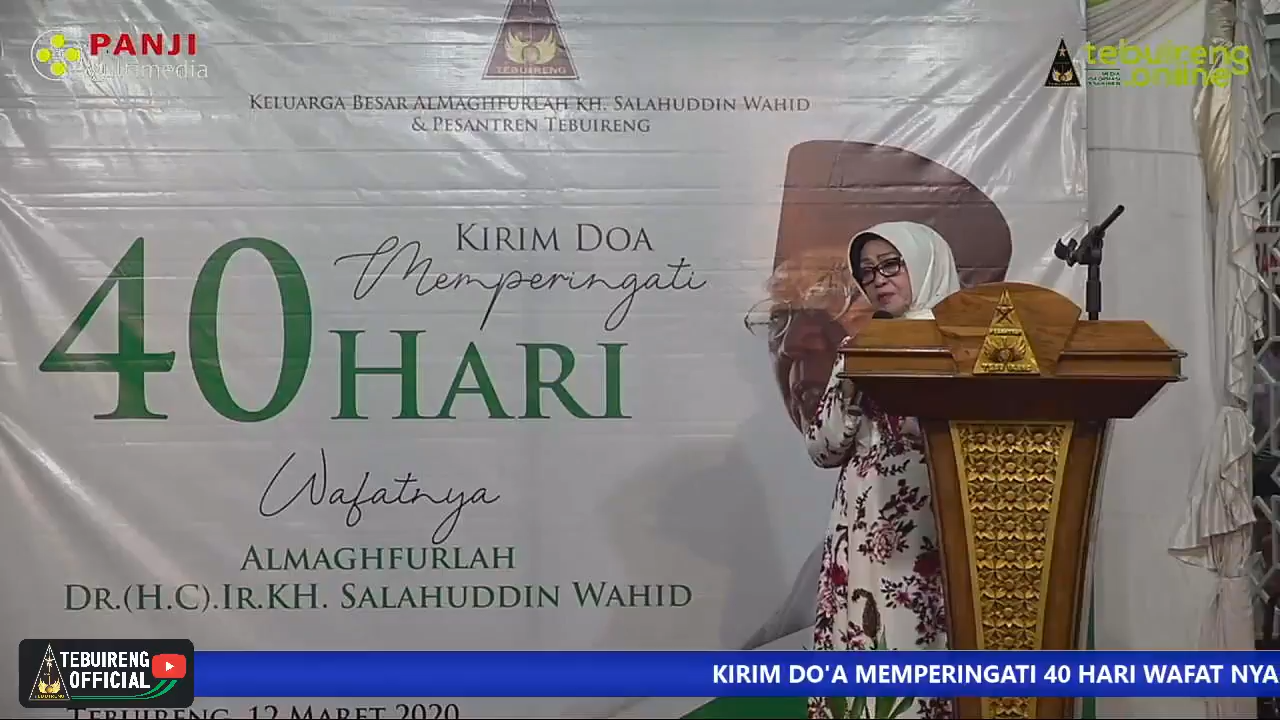 PANJI
Multimedia
TEBUIRENG
tebuireng
.online
KELUARGA BESAR ALMAGHFURLAH KH. SALAHUDDIN WAHID
& PESANTREN TEBUIRENG
KIRIM DOA
Memperingati
40 HARI
Wafatnya
ALMAGHFURLAH
DR.(H.C).IR.KH. SALAHUDDIN WAHID
TEBUIRENG
OFFICIAL
KIRIM DO'A MEMPERINGATI 40 HARI WAFAT NYA
TEBUIRENG, 12 MARET 2020